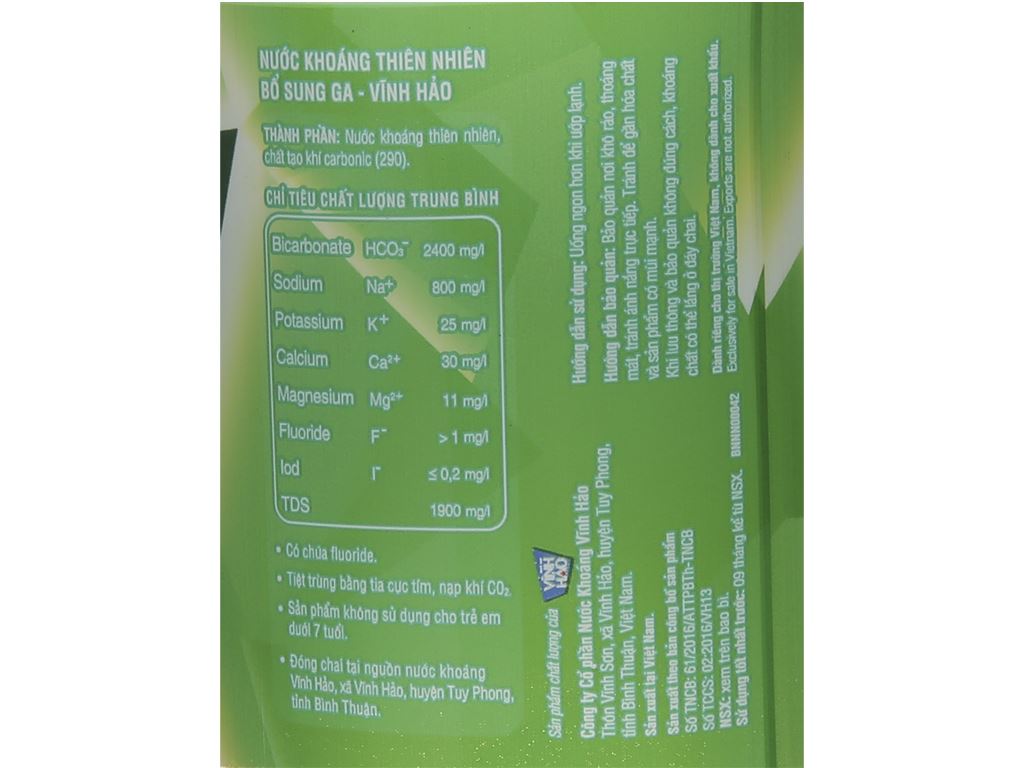 NƯỚC KHOÁNG THIÊN NHIÊN
BỔ SUNG GA - VĨNH HẢO
THÀNH PHẦN: Nước khoáng thiên nhiên,
chất tạo khí carbonic (290).
CHỈ TIÊU CHẤT LƯỢNG TRUNG BÌNH
Bicarbonate HCO₃⁻ 2400 mg/l
Sodium Na⁺ 800 mg/l
Potassium K⁺ 25 mg/l
Calcium Ca²⁺ 30 mg/l
Magnesium Mg²⁺ 11 mg/l
Fluoride F⁻ > 1 mg/l
Iod I⁻ ≤ 0,2 mg/l
TDS 1900 mg/l
• Có chứa fluoride.
• Tiệt trùng bằng tia cực tím, nạp khí CO₂.
• Sản phẩm không sử dụng cho trẻ em
dưới 7 tuổi.
• Đóng chai tại nguồn nước khoáng
Vĩnh Hảo, xã Vĩnh Hảo, huyện Tuy Phong,
tỉnh Bình Thuận.
Sản phẩm chất lượng của
VĨNH
HẢO
Công ty Cổ phần Nước Khoáng Vĩnh Hảo
Thôn Vĩnh Sơn, xã Vĩnh Hảo, huyện Tuy Phong,
tỉnh Bình Thuận, Việt Nam.
Sản xuất tại Việt Nam.
Sản xuất theo bản công bố sản phẩm
Số TNCB: 61/2016/ATTPBTh-TNCB
Số TCCS: 02:2016/VH13
NSX: xem trên bao bì.
Sử dụng tốt nhất trước: 09 tháng kể từ NSX.
BNNN00042
Hướng dẫn sử dụng: Uống ngon hơn khi ướp lạnh.
Hướng dẫn bảo quản: Bảo quản nơi khô ráo, thoáng
mát, tránh ánh nắng trực tiếp. Tránh để gần hóa chất
và sản phẩm có mùi mạnh.
Khi lưu thông và bảo quản không đúng cách, khoáng
chất có thể lắng ở đáy chai.
Dành riêng cho thị trường Việt Nam, không dành cho xuất khẩu.
Exclusively for sale in Vietnam. Exports are not authorized.